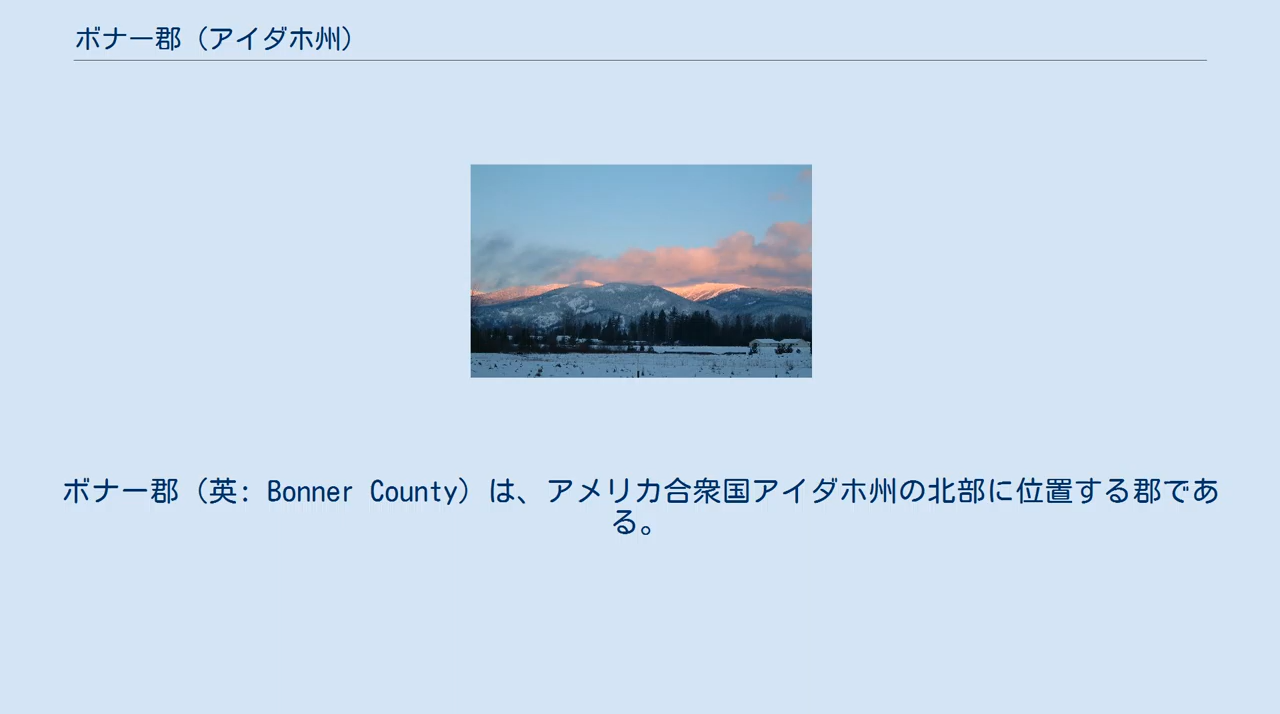 ボナー郡（アイダホ州）
ボナー郡（英: Bonner County）は、アメリカ合衆国アイダホ州の北部に位置する郡であ
る。